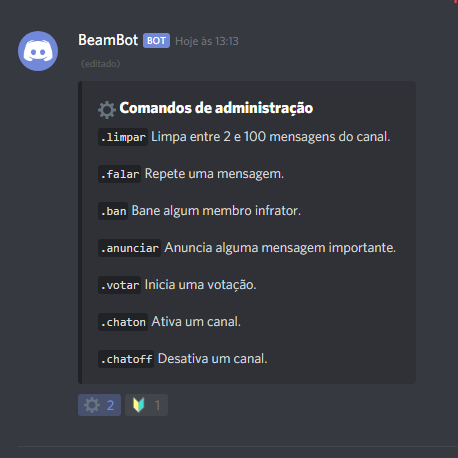 BeamBot BOT Hoje às 13:13
(editado)
Comandos de administração
.limpar Limpa entre 2 e 100 mensagens do canal.
.falar Repete uma mensagem.
.ban Bane algum membro infrator.
.anunciar Anuncia alguma mensagem importante.
.votar Inicia uma votação.
.chaton Ativa um canal.
.chatoff Desativa um canal.
2 1